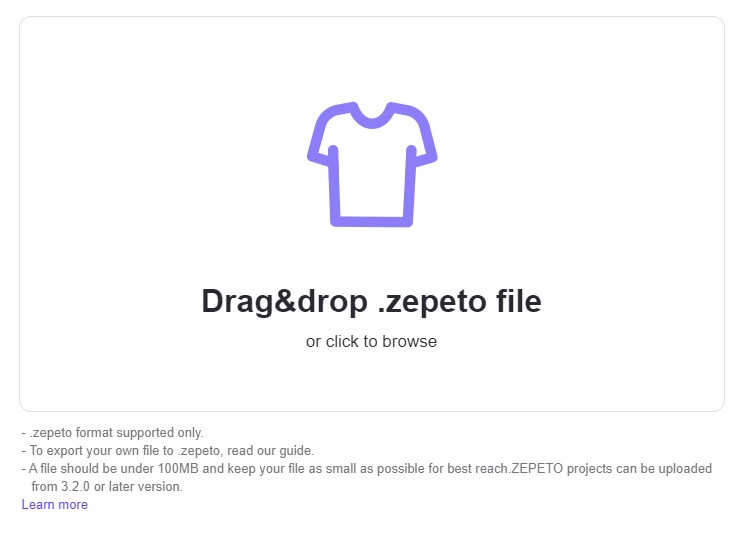 Drag&drop .zepeto file
or click to browse
- .zepeto format supported only.
- To export your own file to .zepeto, read our guide.
- A file should be under 100MB and keep your file as small as possible for best reach.ZEPETO projects can be uploaded
from 3.2.0 or later version.
Learn more